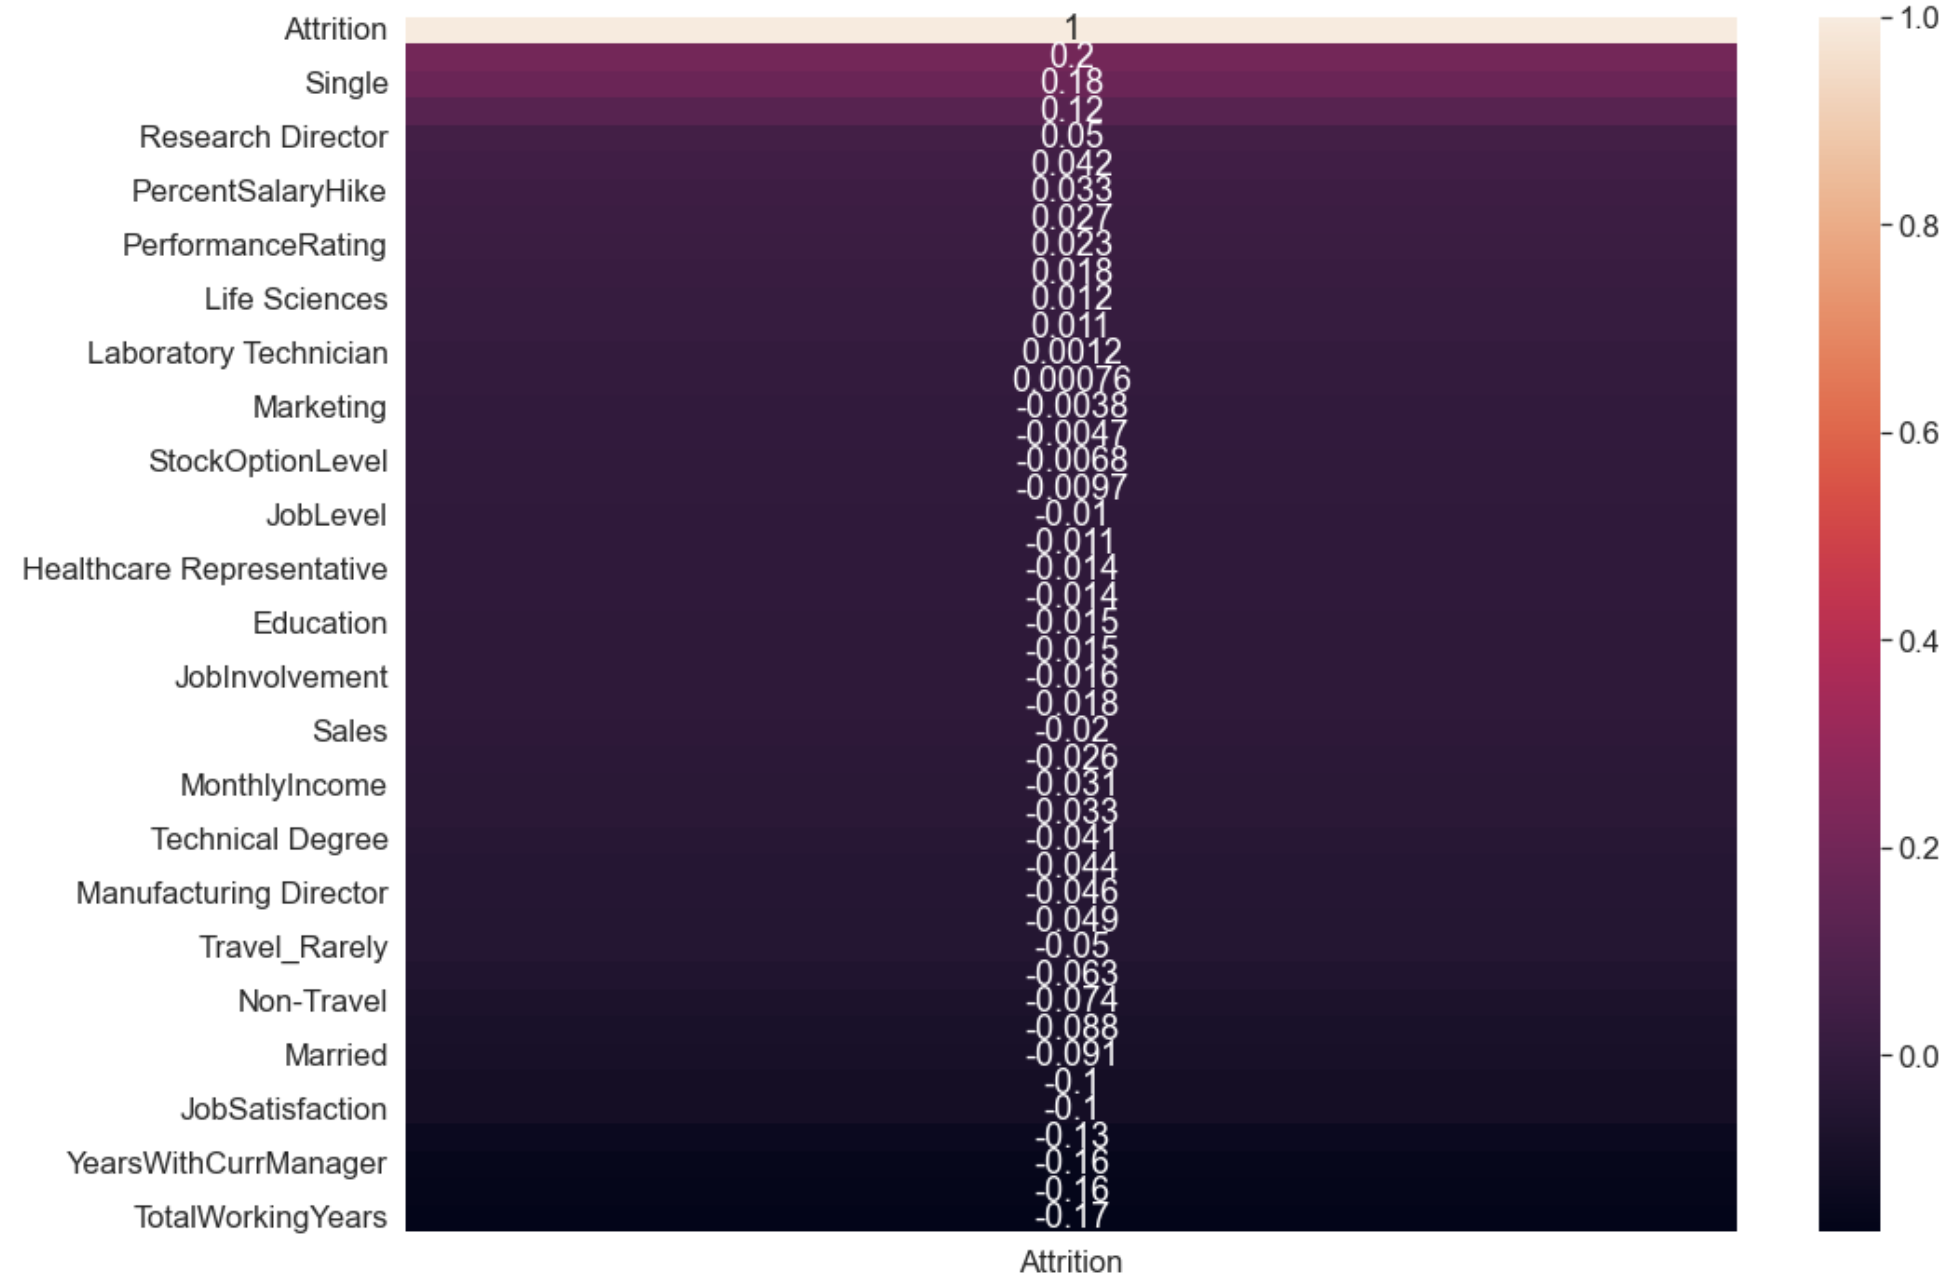 Attrition 1 1.0
0.2
Single 0.18
0.12
Research Director 0.05
0.042
PercentSalaryHike 0.033
0.027
PerformanceRating 0.023 0.8
0.018
Life Sciences 0.012
0.011
Laboratory Technician 0.0012
0.00076
Marketing -0.0038
-0.0047 0.6
StockOptionLevel -0.0068
-0.0097
JobLevel -0.01
-0.011
Healthcare Representative -0.014
-0.014
Education -0.015
-0.015 0.4
JobInvolvement -0.016
-0.018
Sales -0.02
-0.026
MonthlyIncome -0.031
-0.033
Technical Degree -0.041 0.2
-0.044
Manufacturing Director -0.046
-0.049
Travel_Rarely -0.05
-0.063
Non-Travel -0.074
-0.088
Married -0.091 0.0
-0.1
JobSatisfaction -0.1
-0.13
YearsWithCurrManager -0.16
-0.16
TotalWorkingYears -0.17
Attrition